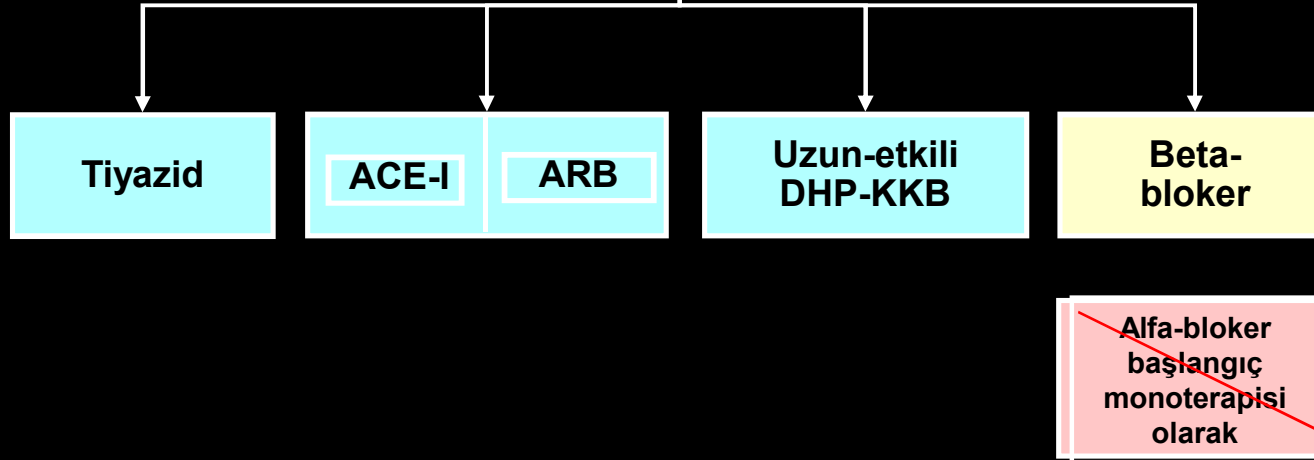 Tiyazid
ACE-I
ARB
Uzun-etkili
DHP-KKB
Beta-
bloker
Alfa-bloker
başlangıç
monoterapisi
olarak